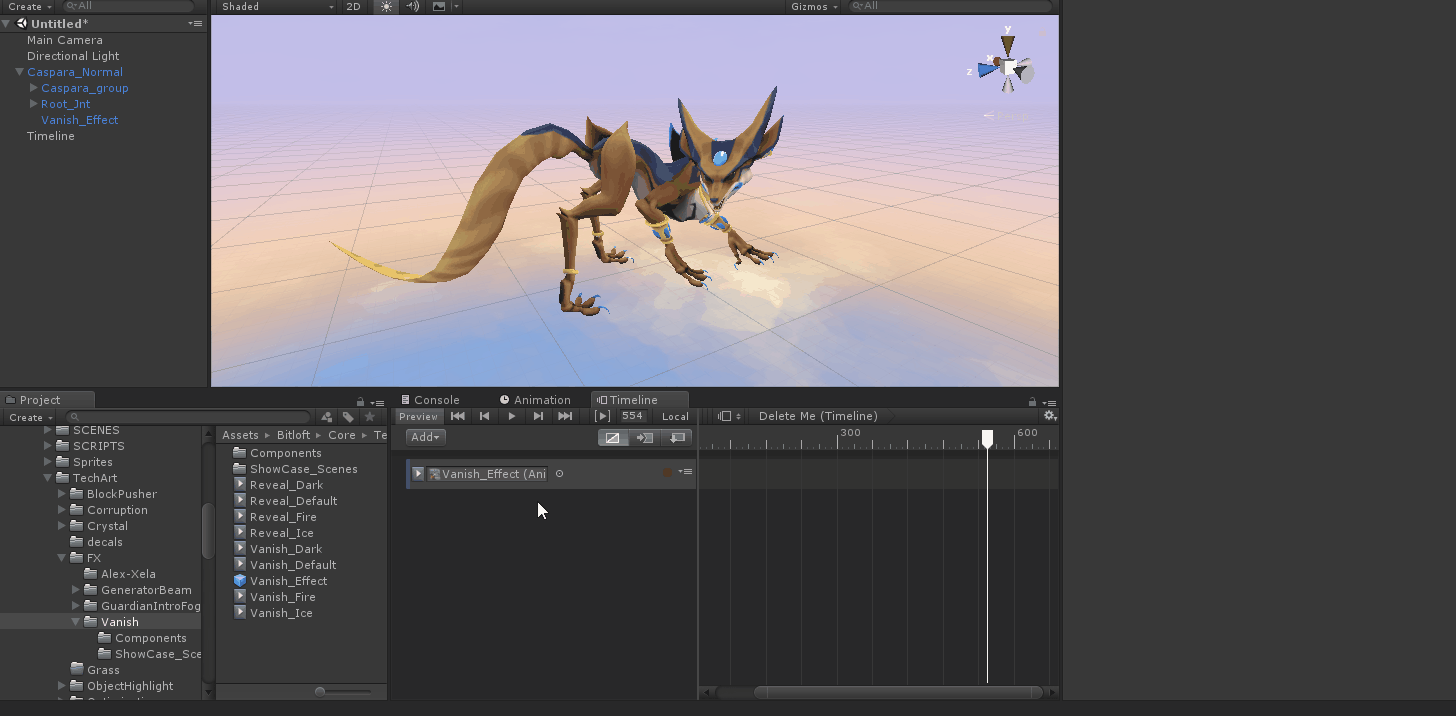 Create All
Shaded 2D Gizmos All
Untitled*
Main Camera
Directional Light
Caspara_Normal
Caspara_group
Root_Jnt
Vanish_Effect
Timeline
y
x
z
Project
Create
SCENES
SCRIPTS
Sprites
TechArt
BlockPusher
Corruption
Crystal
decals
FX
Alex-Xela
GeneratorBeam
GuardianIntroFog
Vanish
Components
ShowCase_Sce
Grass
ObjectHighlight
Assets Bitloft Core Te
Components
ShowCase_Scenes
Reveal_Dark
Reveal_Default
Reveal_Fire
Reveal_Ice
Vanish_Dark
Vanish_Default
Vanish_Effect
Vanish_Fire
Vanish_Ice
Console Animation Timeline
Preview 554 Local Delete Me (Timeline)
Add 300 600
Vanish_Effect (Ani